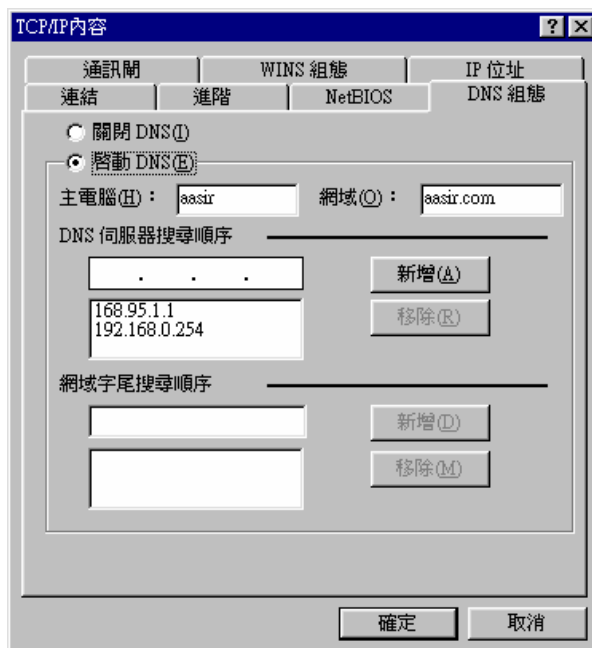 TCP/IP內容
通訊閘 WINS 組態 IP 位址
連結 進階 NetBIOS DNS 組態
關閉 DNS(I)
啓動 DNS(E)
主電腦(H)： aasir 網域(O)： aasir.com
DNS 伺服器搜尋順序
. . . 新增(A)
168.95.1.1 移除(R)
192.168.0.254
網域字尾搜尋順序
新增(D)
移除(M)
確定 取消